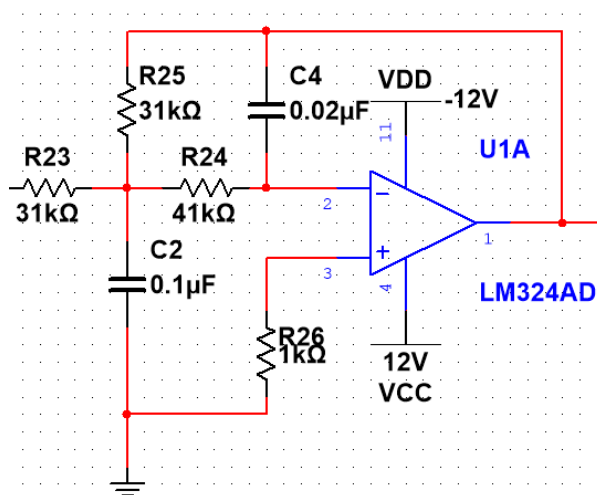 R25
31kΩ
C4
0.02µF
VDD
-12V
11
U1A
R23
31kΩ
R24
41kΩ
2
1
3
4
C2
0.1µF
R26
1kΩ
LM324AD
12V
VCC